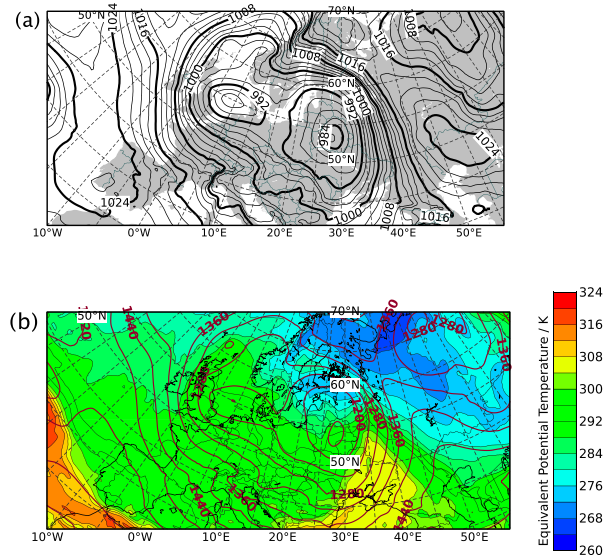 (a)
50°N
1024
1016
1008
70°N
1016
1008
1008
1016
1000
60°N
1000
992
992
984
1024
50°N
1024
1000
1008
1016
10°W
0°W
10°E
20°E
30°E
40°E
50°E
(b)
50°N
1440
1360
70°N
1280
1280
1360
60°N
1280
1200
1360
50°N
1440
1280
1440
10°W
0°W
10°E
20°E
30°E
40°E
50°E
324
316
308
300
292
284
276
268
260
Equivalent Potential Temperature / K